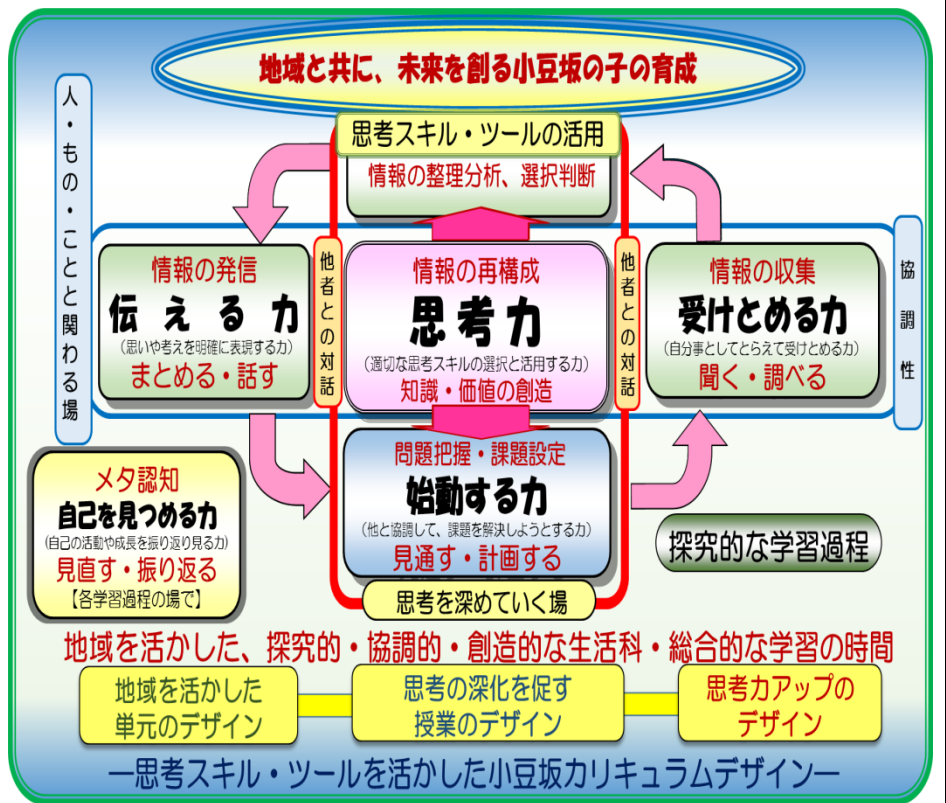 地域と共に、未来を創る小豆坂の子の育成
人・もの・ことと関わる場
思考スキル・ツールの活用
情報の整理分析、選択判断
情報の発信
伝える力
(思いや考えを明確に表現する力)
まとめる・話す
他者との対話
情報の再構成
思考力
(適切な思考スキルの選択と活用する力)
知識・価値の創造
他者との対話
情報の収集
受けとめる力
(自分事としてとらえて受けとめる力)
聞く・調べる
協調性
問題把握・課題設定
始動する力
(他と協調して、課題を解決しようとする力)
見通す・計画する
思考を深めていく場
メタ認知
自己を見つめる力
(自己の活動や成長を振り返り見る力)
見直す・振り返る
【各学習過程の場で】
探究的な学習過程
地域を活かした、探究的・協調的・創造的な生活科・総合的な学習の時間
地域を活かした
単元のデザイン
思考の深化を促す
授業のデザイン
思考力アップの
デザイン
―思考スキル・ツールを活かした小豆坂カリキュラムデザイン―